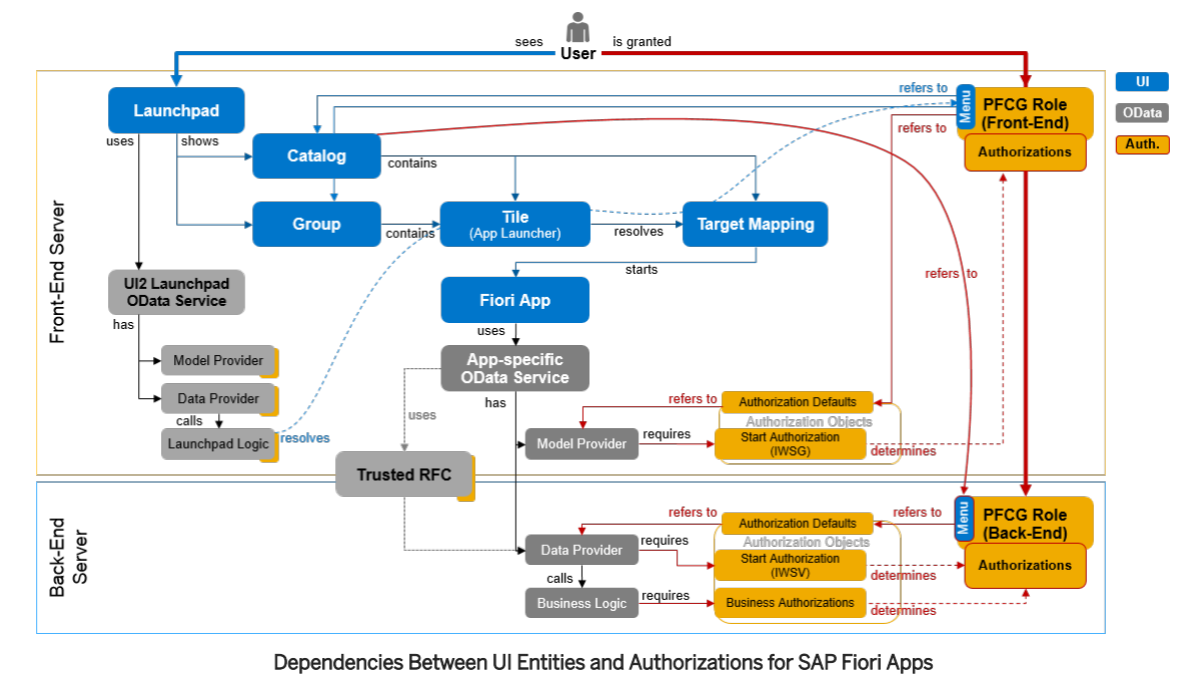 sees
is granted
User
UI
OData
Auth.
Front-End Server
Launchpad
refers to
Menu
PFCG Role
(Front-End)
refers to
Authorizations
uses
shows
Catalog
contains
Group
contains
Tile
(App Launcher)
resolves
Target Mapping
starts
refers to
UI2 Launchpad
OData Service
has
Fiori App
uses
Model Provider
App-specific
OData Service
Data Provider
calls
Launchpad Logic
resolves
uses
has
refers to
Authorization Defaults
Authorization Objects
Model Provider
requires
Start Authorization
(IWSG)
determines
Trusted RFC
Back-End
Server
refers to
Authorization Defaults
refers to
Menu
PFCG Role
(Back-End)
Authorization Objects
Data Provider
requires
Start Authorization
(IWSV)
determines
Authorizations
calls
Business Logic
requires
Business Authorizations
determines
Dependencies Between UI Entities and Authorizations for SAP Fiori Apps